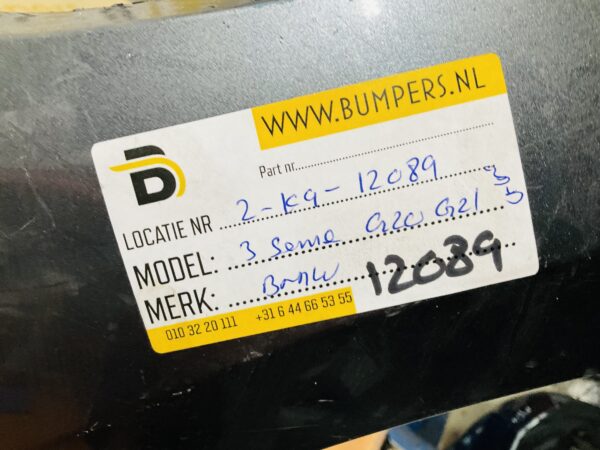 WWW.BUMPERS.NL
B
Part nr.
LOCATIE NR 2-K9-12089
MODEL: 3 Serie G20 G21
MERK: BMW 12089
010 32 20 111 +31 6 44 66 53 55